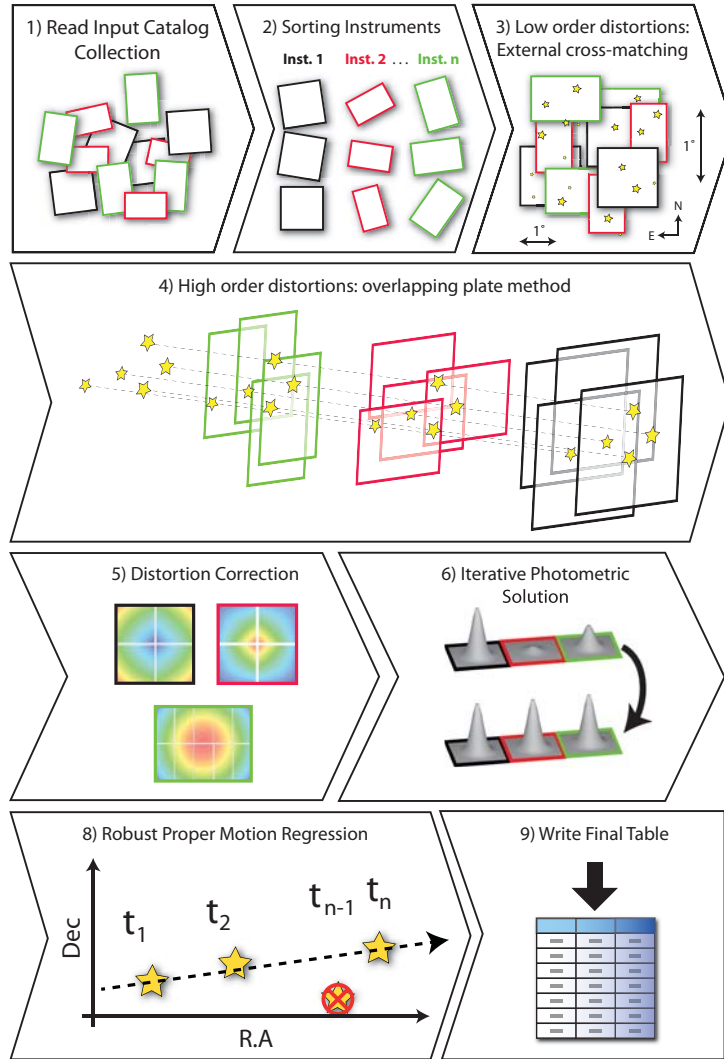 1) Read Input Catalog
Collection
2) Sorting Instruments
Inst. 1 Inst. 2 ... Inst. n
3) Low order distortions:
External cross-matching
1°
1°
N
E
4) High order distortions: overlapping plate method
5) Distortion Correction
6) Iterative Photometric
Solution
8) Robust Proper Motion Regression
Dec
t1
t2
tn-1
tn
R.A
9) Write Final Table